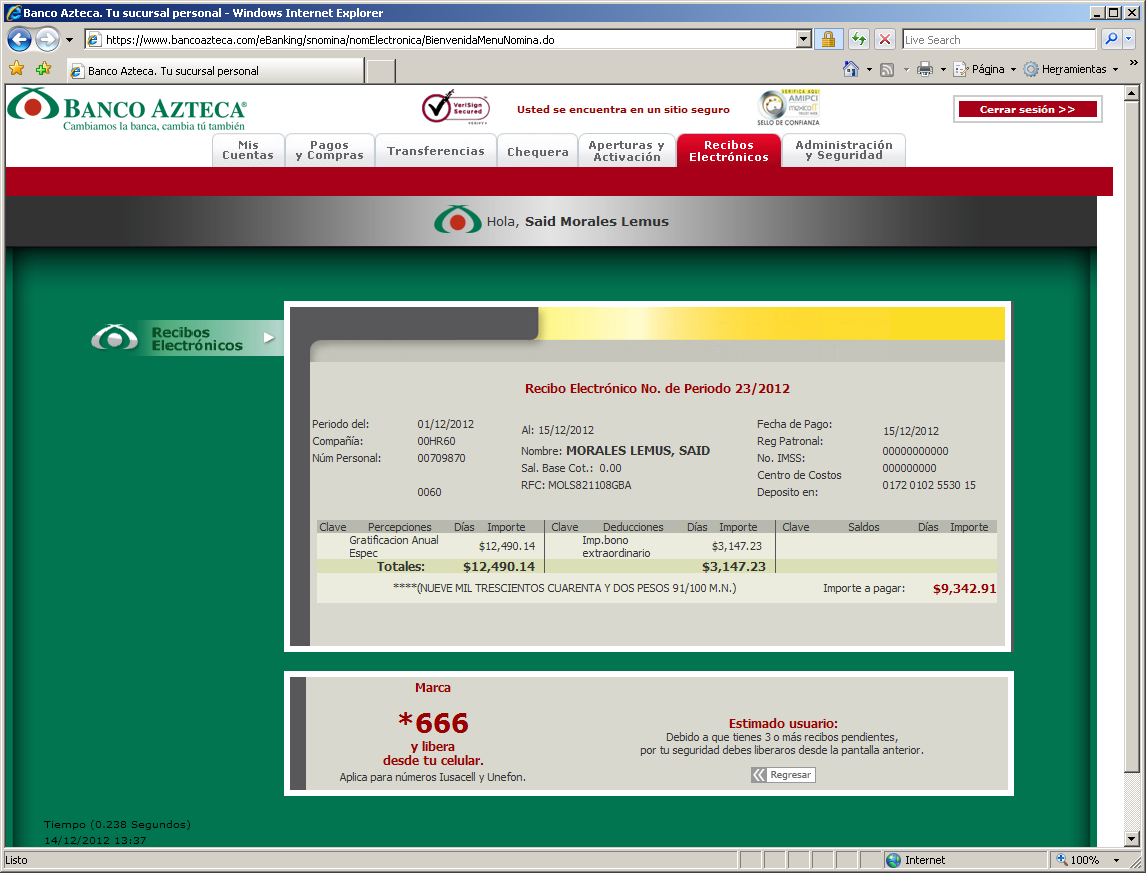 Banco Azteca. Tu sucursal personal - Windows Internet Explorer
https://www.bancoazteca.com/eBanking/snomina/nomElectronica/BienvenidaMenuNomina.do
Live Search
Banco Azteca. Tu sucursal personal
Página
Herramientas
BANCO AZTECA
Cambiamos la banca, cambia tú también
VeriSign Secured
VERIFY
Usted se encuentra en un sitio seguro
VERIFICA AQUI
AMIPCI
SELLO DE CONFIANZA
Cerrar sesión >>
Mis Cuentas
Pagos y Compras
Transferencias
Chequera
Aperturas y Activación
Recibos Electrónicos
Administración y Seguridad
Hola, Said Morales Lemus
Recibos
Electrónicos
Recibo Electrónico No. de Periodo 23/2012
Periodo del: 01/12/2012 Al: 15/12/2012 Fecha de Pago: 15/12/2012
Compañía: 00HR60 Nombre: MORALES LEMUS, SAID Reg Patronal: 00000000000
Núm Personal: 00709870 Sal. Base Cot.: 0.00 No. IMSS: 000000000
RFC: MOLS821108GBA Centro de Costos 0172 0102 5530 15
0060 Deposito en:
Clave Percepciones Días Importe Clave Deducciones Días Importe Clave Saldos Días Importe
Gratificacion Anual Espec $12,490.14 Imp.bono extraordinario $3,147.23
Totales: $12,490.14 $3,147.23
****(NUEVE MIL TRESCIENTOS CUARENTA Y DOS PESOS 91/100 M.N.) Importe a pagar: $9,342.91
Marca
*666
y libera
desde tu celular.
Aplica para números Iusacell y Unefon.
Estimado usuario:
Debido a que tienes 3 o más recibos pendientes,
por tu seguridad debes liberaros desde la pantalla anterior.
Regresar
Tiempo (0.238 Segundos)
14/12/2012 13:37
Listo
Internet
100%